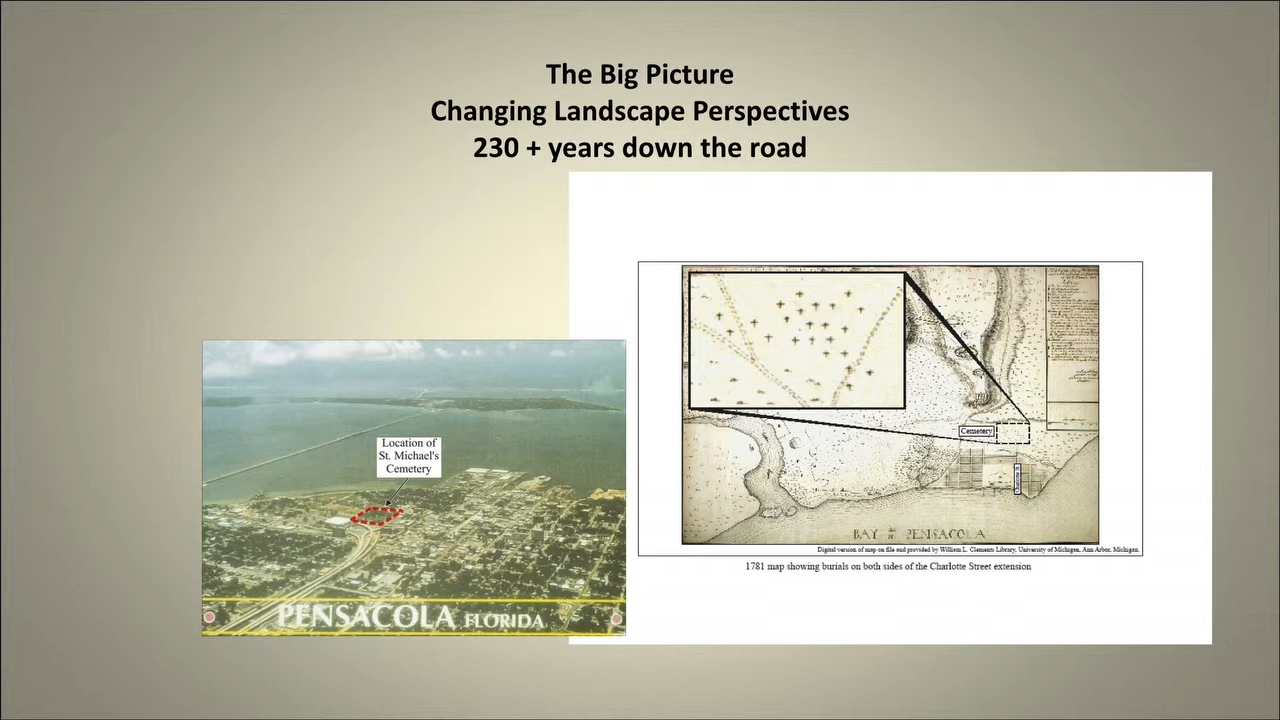 The Big Picture
Changing Landscape Perspectives
230 + years down the road
Location of
St. Michael's
Cemetery
PENSACOLA FLORIDA
Cemetery
BAY of PENSACOLA
Digital version of map on file and provided by William L. Clements Library, University of Michigan, Ann Arbor, Michigan.
1781 map showing burials on both sides of the Charlotte Street extension